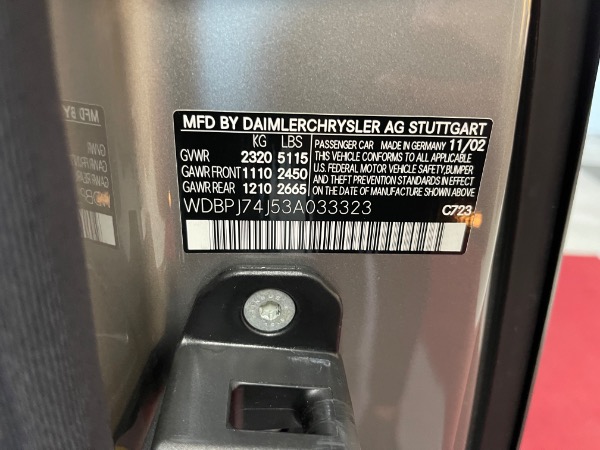 MFD BY DAIMLERCHRYSLER AG STUTTGART
KG LBS
GVWR 2320 5115
GAWR FRONT 1110 2450
GAWR REAR 1210 2665
PASSENGER CAR MADE IN GERMANY 11/02
THIS VEHICLE CONFORMS TO ALL APPLICABLE
U.S. FEDERAL MOTOR VEHICLE SAFETY, BUMPER
AND THEFT PREVENTION STANDARDS IN EFFECT
ON THE DATE OF MANUFACTURE SHOWN ABOVE
WDBPJ74J53A033323
C723